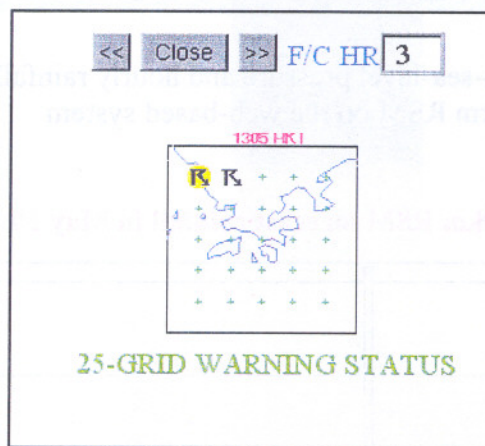 << Close >> F/C HR 3
1305 HKT
25-GRID WARNING STATUS